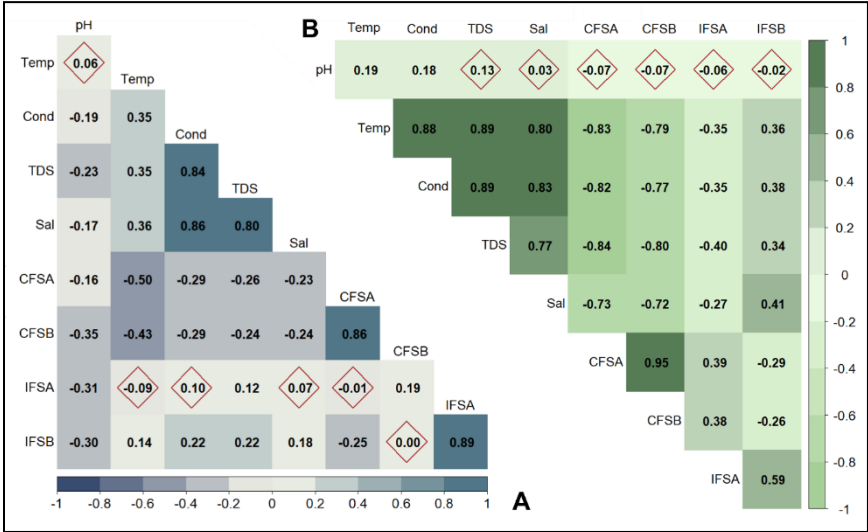 pH
Temp 0.06 Temp
Cond -0.19 0.35 Cond
TDS -0.23 0.35 0.84 TDS
Sal -0.17 0.36 0.86 0.80 Sal
CFSA -0.16 -0.50 -0.29 -0.26 -0.23 CFSA
CFSB -0.35 -0.43 -0.29 -0.24 -0.24 0.86 CFSB
IFSA -0.31 -0.09 0.10 0.12 0.07 -0.01 0.19 IFSA
IFSB -0.30 0.14 0.22 0.22 0.18 -0.25 0.00 0.89
-1 -0.8 -0.6 -0.4 -0.2 0 0.2 0.4 0.6 0.8 1
A
B
Temp Cond TDS Sal CFSA CFSB IFSA IFSB
pH 0.19 0.18 0.13 0.03 -0.07 -0.07 -0.06 -0.02
Temp 0.88 0.89 0.80 -0.83 -0.79 -0.35 0.36
Cond 0.89 0.83 -0.82 -0.77 -0.35 0.38
TDS 0.77 -0.84 -0.80 -0.40 0.34
Sal -0.73 -0.72 -0.27 0.41
CFSA 0.95 0.39 -0.29
CFSB 0.38 -0.26
IFSA 0.59
1
0.8
0.6
0.4
0.2
0
-0.2
-0.4
-0.6
-0.8
-1